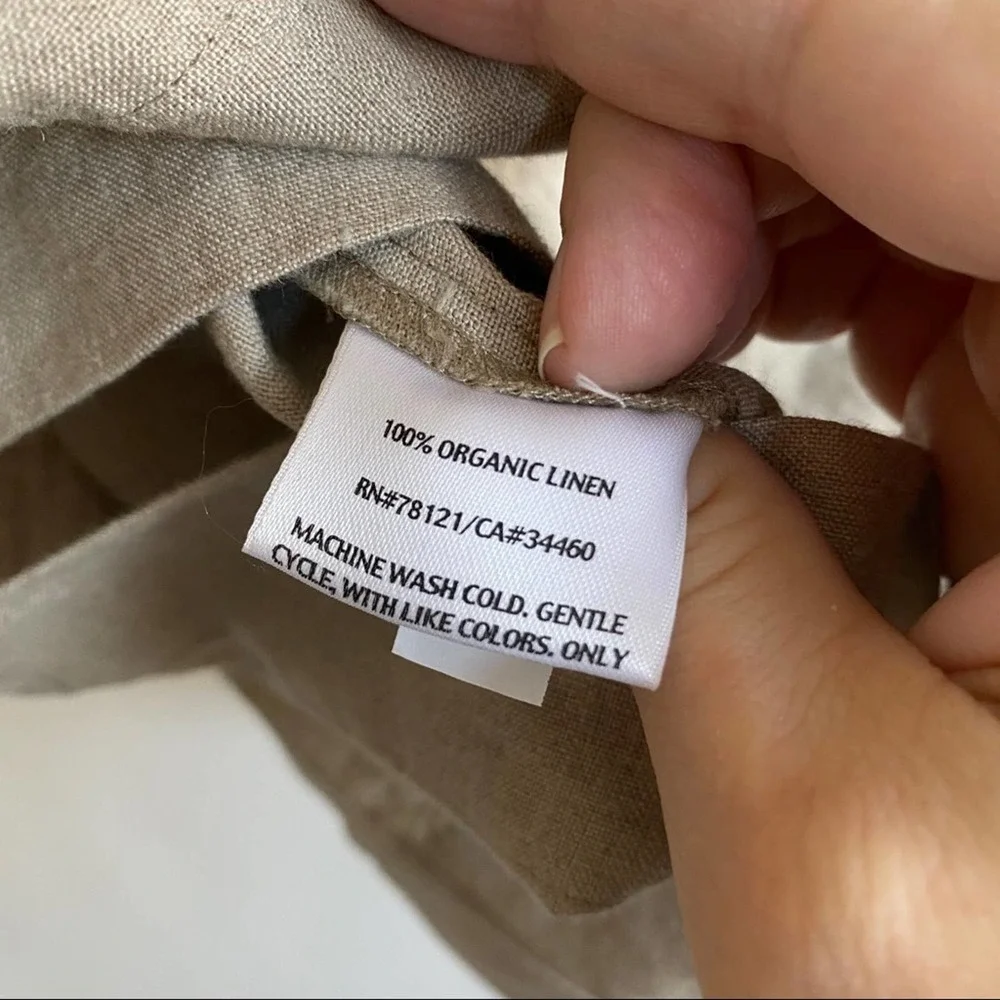 100% ORGANIC LINEN
RN#78121/CA#34460
MACHINE WASH COLD. GENTLE
CYCLE, WITH LIKE COLORS. ONLY